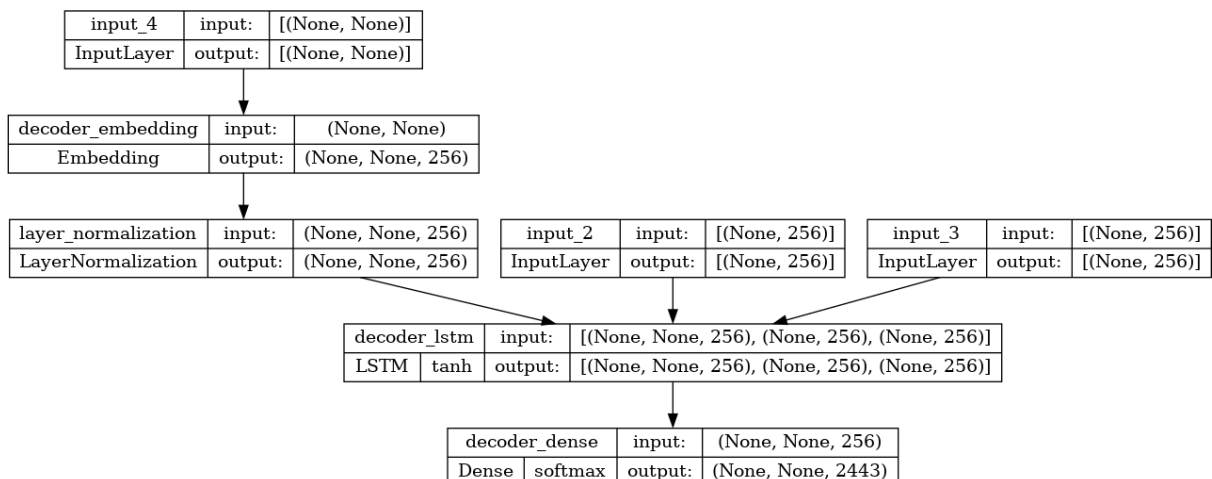 input_4 input: [(None, None)]
InputLayer output: [(None, None)]
decoder_embedding input: (None, None)
Embedding output: (None, None, 256)
layer_normalization input: (None, None, 256)
LayerNormalization output: (None, None, 256)
input_2 input: [(None, 256)]
InputLayer output: [(None, 256)]
input_3 input: [(None, 256)]
InputLayer output: [(None, 256)]
decoder_lstm input: [(None, None, 256), (None, 256), (None, 256)]
LSTM tanh output: [(None, None, 256), (None, 256), (None, 256)]
decoder_dense input: (None, None, 256)
Dense softmax output: (None, None, 2443)